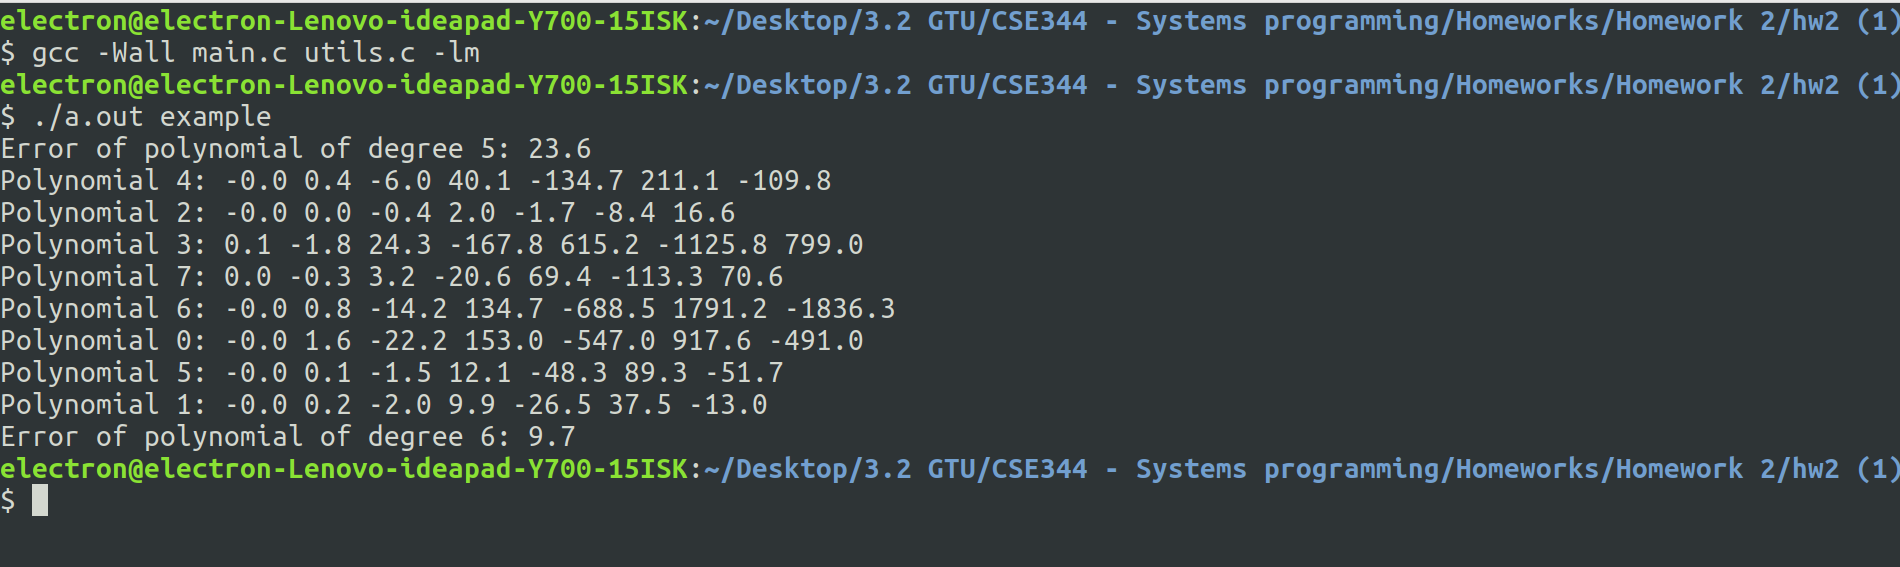 electron@electron-Lenovo-ideapad-Y700-15ISK:~/Desktop/3.2 GTU/CSE344 - Systems programming/Homeworks/Homework 2/hw2 (1)
$ gcc -Wall main.c utils.c -lm
electron@electron-Lenovo-ideapad-Y700-15ISK:~/Desktop/3.2 GTU/CSE344 - Systems programming/Homeworks/Homework 2/hw2 (1)
$ ./a.out example
Error of polynomial of degree 5: 23.6
Polynomial 4: -0.0 0.4 -6.0 40.1 -134.7 211.1 -109.8
Polynomial 2: -0.0 0.0 -0.4 2.0 -1.7 -8.4 16.6
Polynomial 3: 0.1 -1.8 24.3 -167.8 615.2 -1125.8 799.0
Polynomial 7: 0.0 -0.3 3.2 -20.6 69.4 -113.3 70.6
Polynomial 6: -0.0 0.8 -14.2 134.7 -688.5 1791.2 -1836.3
Polynomial 0: -0.0 1.6 -22.2 153.0 -547.0 917.6 -491.0
Polynomial 5: -0.0 0.1 -1.5 12.1 -48.3 89.3 -51.7
Polynomial 1: -0.0 0.2 -2.0 9.9 -26.5 37.5 -13.0
Error of polynomial of degree 6: 9.7
electron@electron-Lenovo-ideapad-Y700-15ISK:~/Desktop/3.2 GTU/CSE344 - Systems programming/Homeworks/Homework 2/hw2 (1)
$